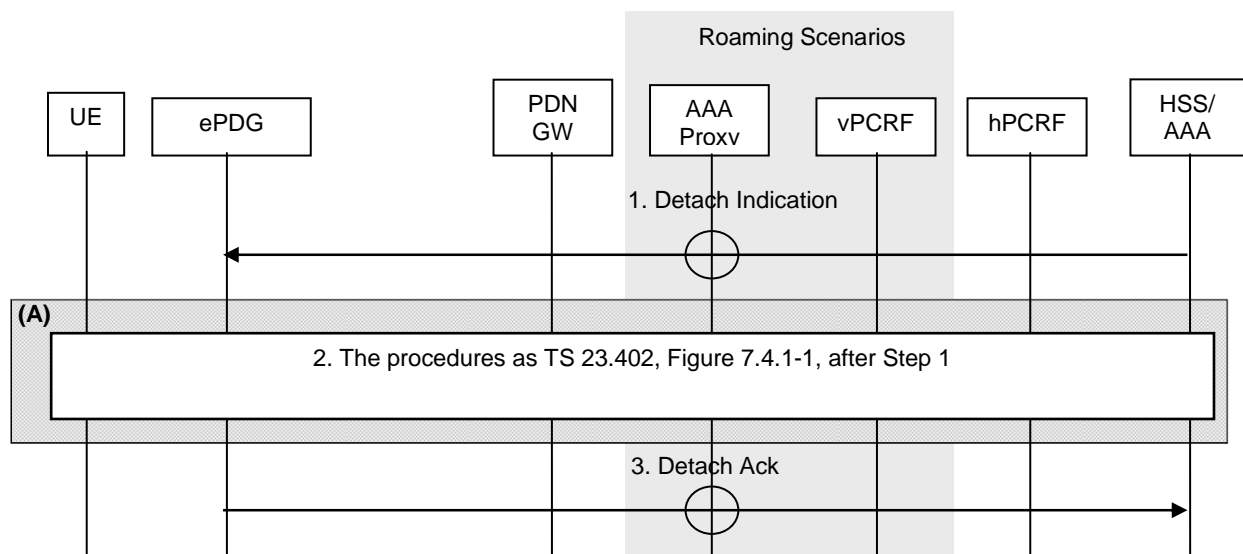 Roaming Scenarios
UE
ePDG
PDN
GW
AAA
Proxv
vPCRF
hPCRF
HSS/
AAA
1. Detach Indication
(A)
2. The procedures as TS 23.402, Figure 7.4.1-1, after Step 1
3. Detach Ack